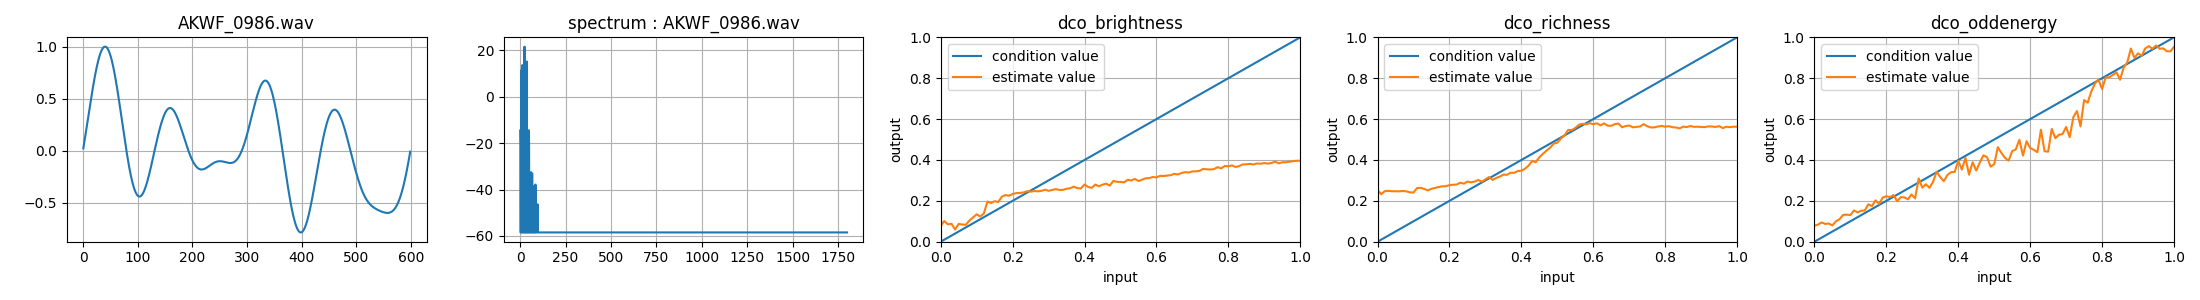 AKWF_0986.wav
1.0
0.5
0.0
−0.5
0 100 200 300 400 500 600
spectrum : AKWF_0986.wav
20
0
−20
−40
−60
0 250 500 750 1000 1250 1500 1750
dco_brightness
condition value
estimate value
output
1.0
0.8
0.6
0.4
0.2
0.0
0.0 0.2 0.4 0.6 0.8 1.0
input
dco_richness
condition value
estimate value
output
1.0
0.8
0.6
0.4
0.2
0.0
0.0 0.2 0.4 0.6 0.8 1.0
input
dco_oddenergy
condition value
estimate value
output
1.0
0.8
0.6
0.4
0.2
0.0
0.0 0.2 0.4 0.6 0.8 1.0
input